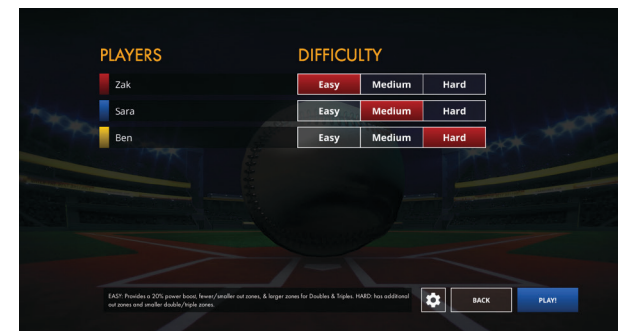 PLAYERS DIFFICULTY
Zak Easy Medium Hard
Sara Easy Medium Hard
Ben Easy Medium Hard
EASY: Provides a 20% power boost, fewer/smaller out zones, & larger zones for Doubles & Triples. HARD: has additional
out zones and smaller double/triple zones.
BACK PLAY!